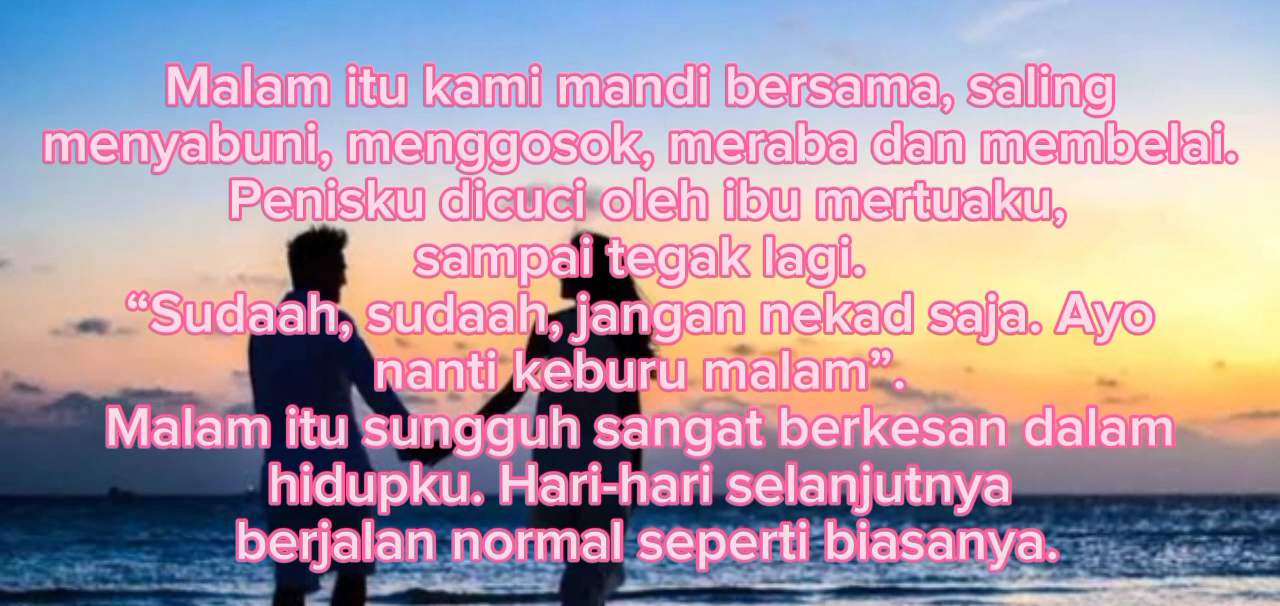 Malam itu kami mandi bersama, saling
menyabuni, menggosok, meraba dan membelai.
Penisku dicuci oleh ibu mertuaku,
sampai tegak lagi.
“Sudaah, sudaah, jangan nekad saja. Ayo
nanti keburu malam”.
Malam itu sungguh sangat berkesan dalam
hidupku. Hari-hari selanjutnya
berjalan normal seperti biasanya.